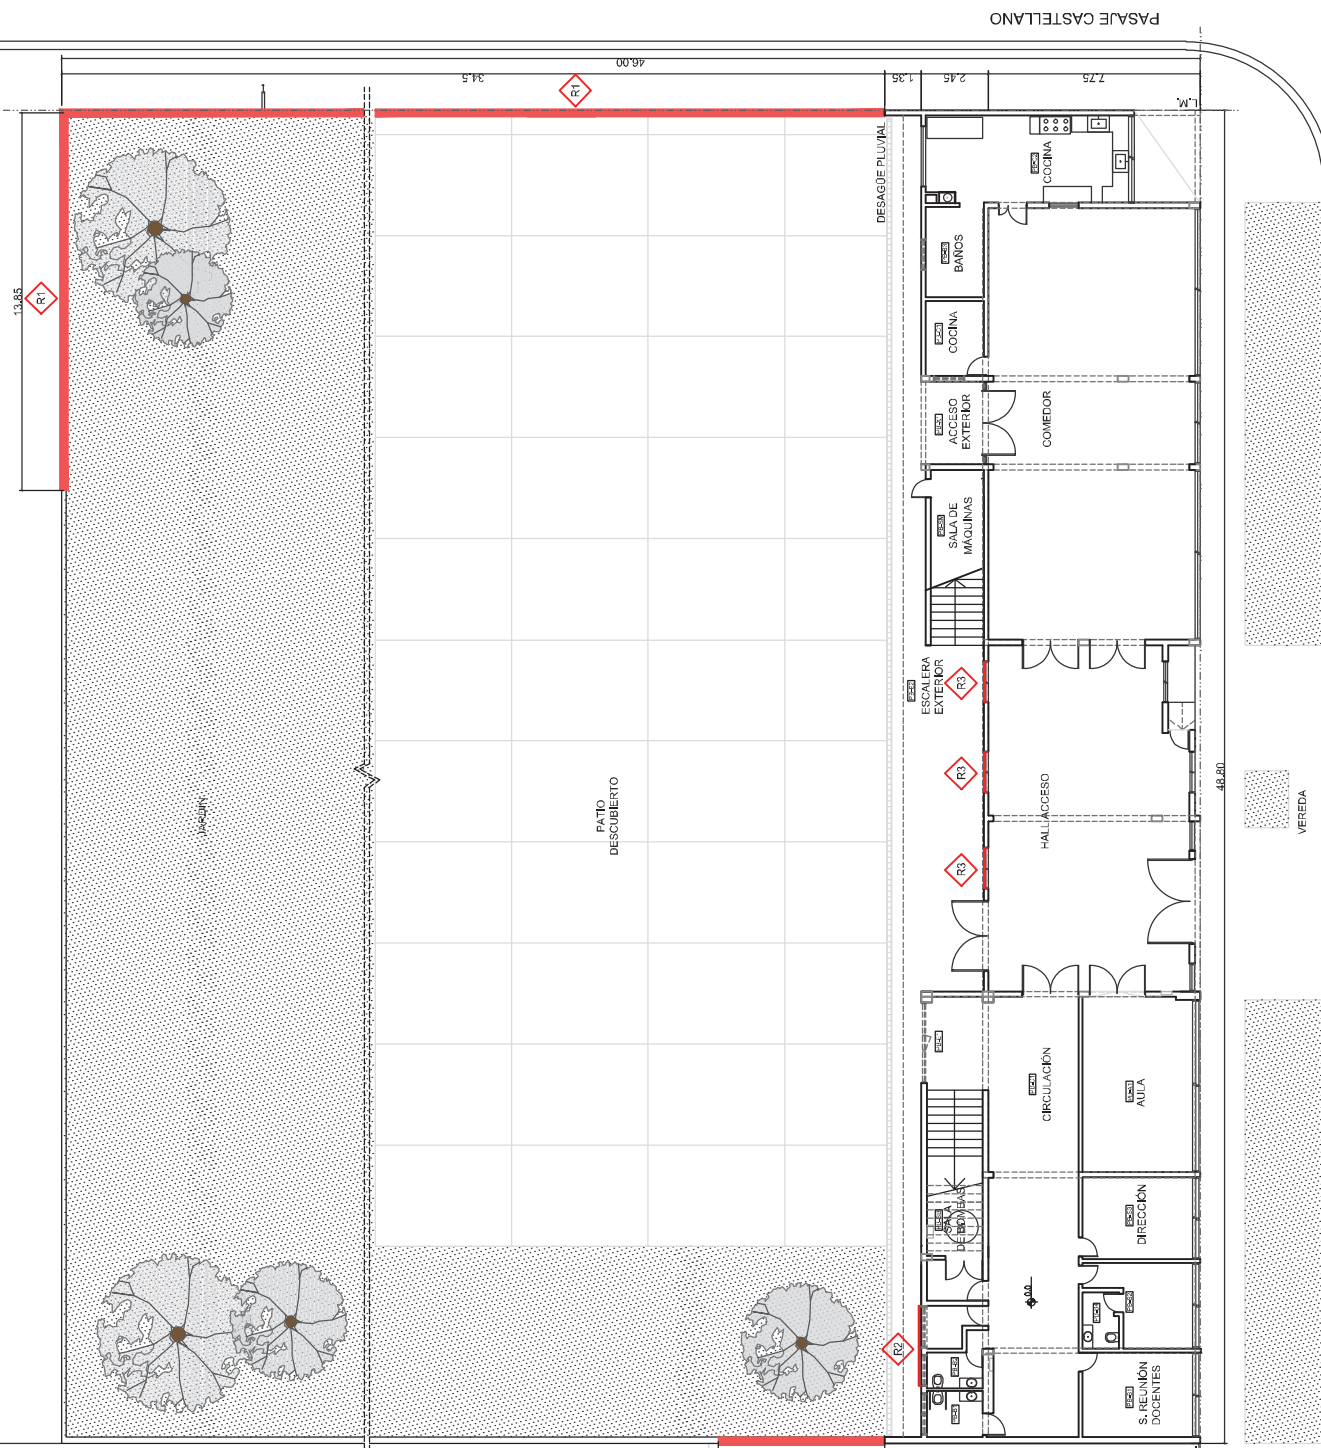 PASAJE CASTELLANO
46.00
34.5
1.35
2.45
7.75
L.M.
R1
R1
13.85
DESAGÜE PLUVIAL
COCINA
BAÑOS
COCINA
ACCESO
EXTERIOR
COMEDOR
SALA DE
MÁQUINAS
ESCALERA
EXTERIOR
R3
R3
R3
HALL ACCESO
48.80
VEREDA
JARDIN
PATIO
DESCUBIERTO
CIRCULACIÓN
AULA
SALA
DE BOMBAS
DIRECCIÓN
R2
S. REUNIÓN
DOCENTES